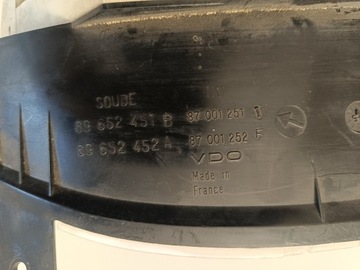 SOUDE
89 652 451 B 87 001 251
89 652 452 A 87 001 252 F
VDO
Made in
France